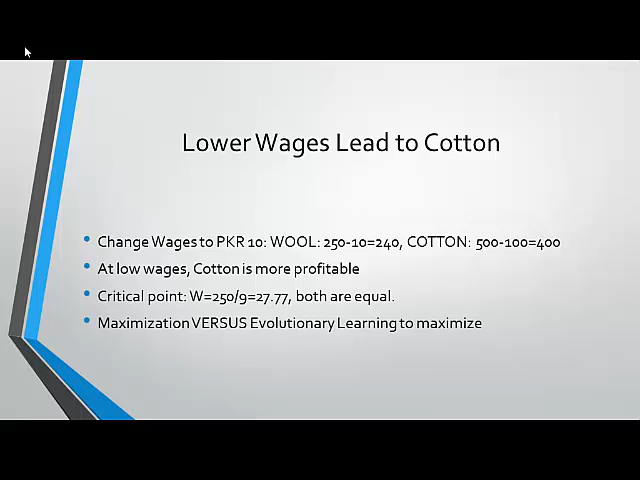 Lower Wages Lead to Cotton
Change Wages to PKR 10: WOOL: 250-10=240, COTTON: 500-100=400
At low wages, Cotton is more profitable
Critical point: W=250/9=27.77, both are equal.
Maximization VERSUS Evolutionary Learning to maximize